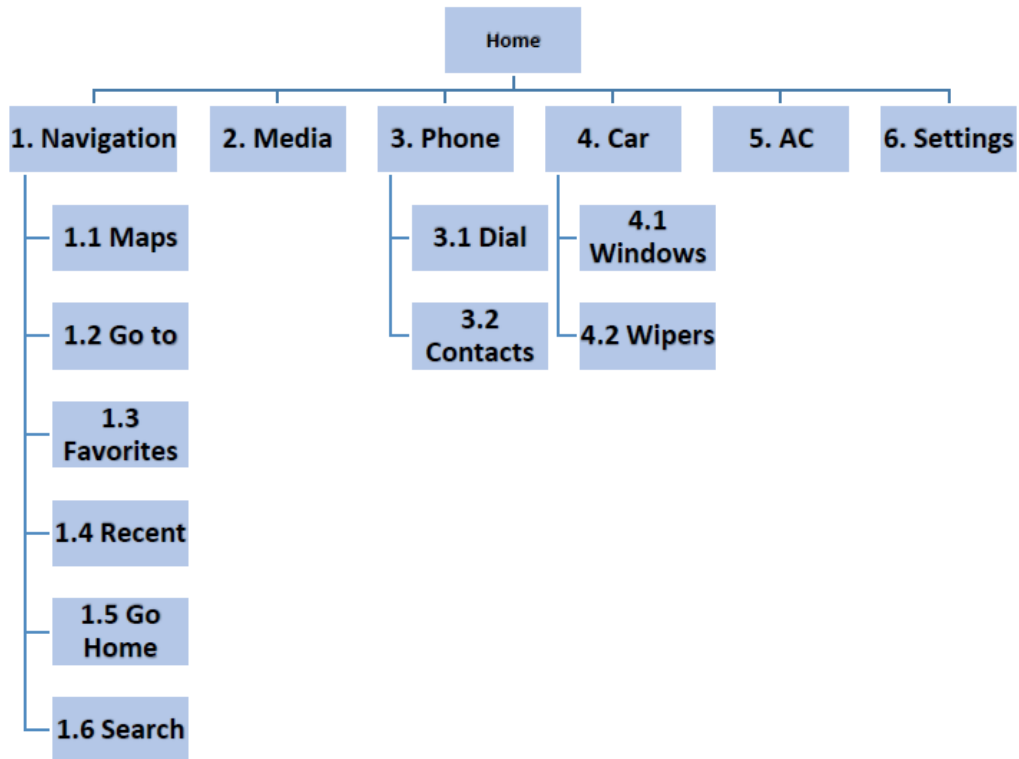 Home
1. Navigation
2. Media
3. Phone
4. Car
5. AC
6. Settings
1.1 Maps
1.2 Go to
1.3
Favorites
1.4 Recent
1.5 Go
Home
1.6 Search
3.1 Dial
3.2
Contacts
4.1
Windows
4.2 Wipers